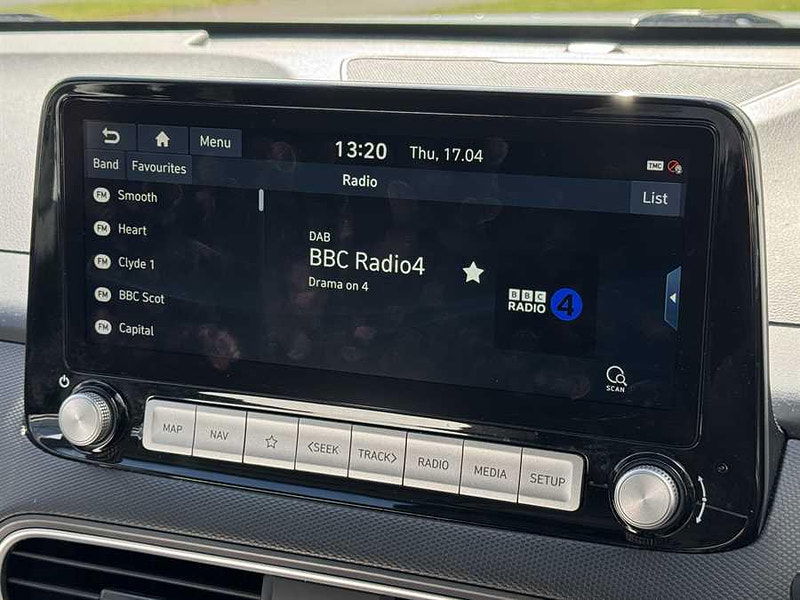 Menu 13:20 Thu, 17.04
TMC
Band Favourites Radio List
FM Smooth
FM Heart
FM Clyde 1
FM BBC Scot
FM Capital
DAB
BBC Radio4
Drama on 4
BBC
RADIO 4
SCAN
MAP NAV <SEEK TRACK> RADIO MEDIA SETUP